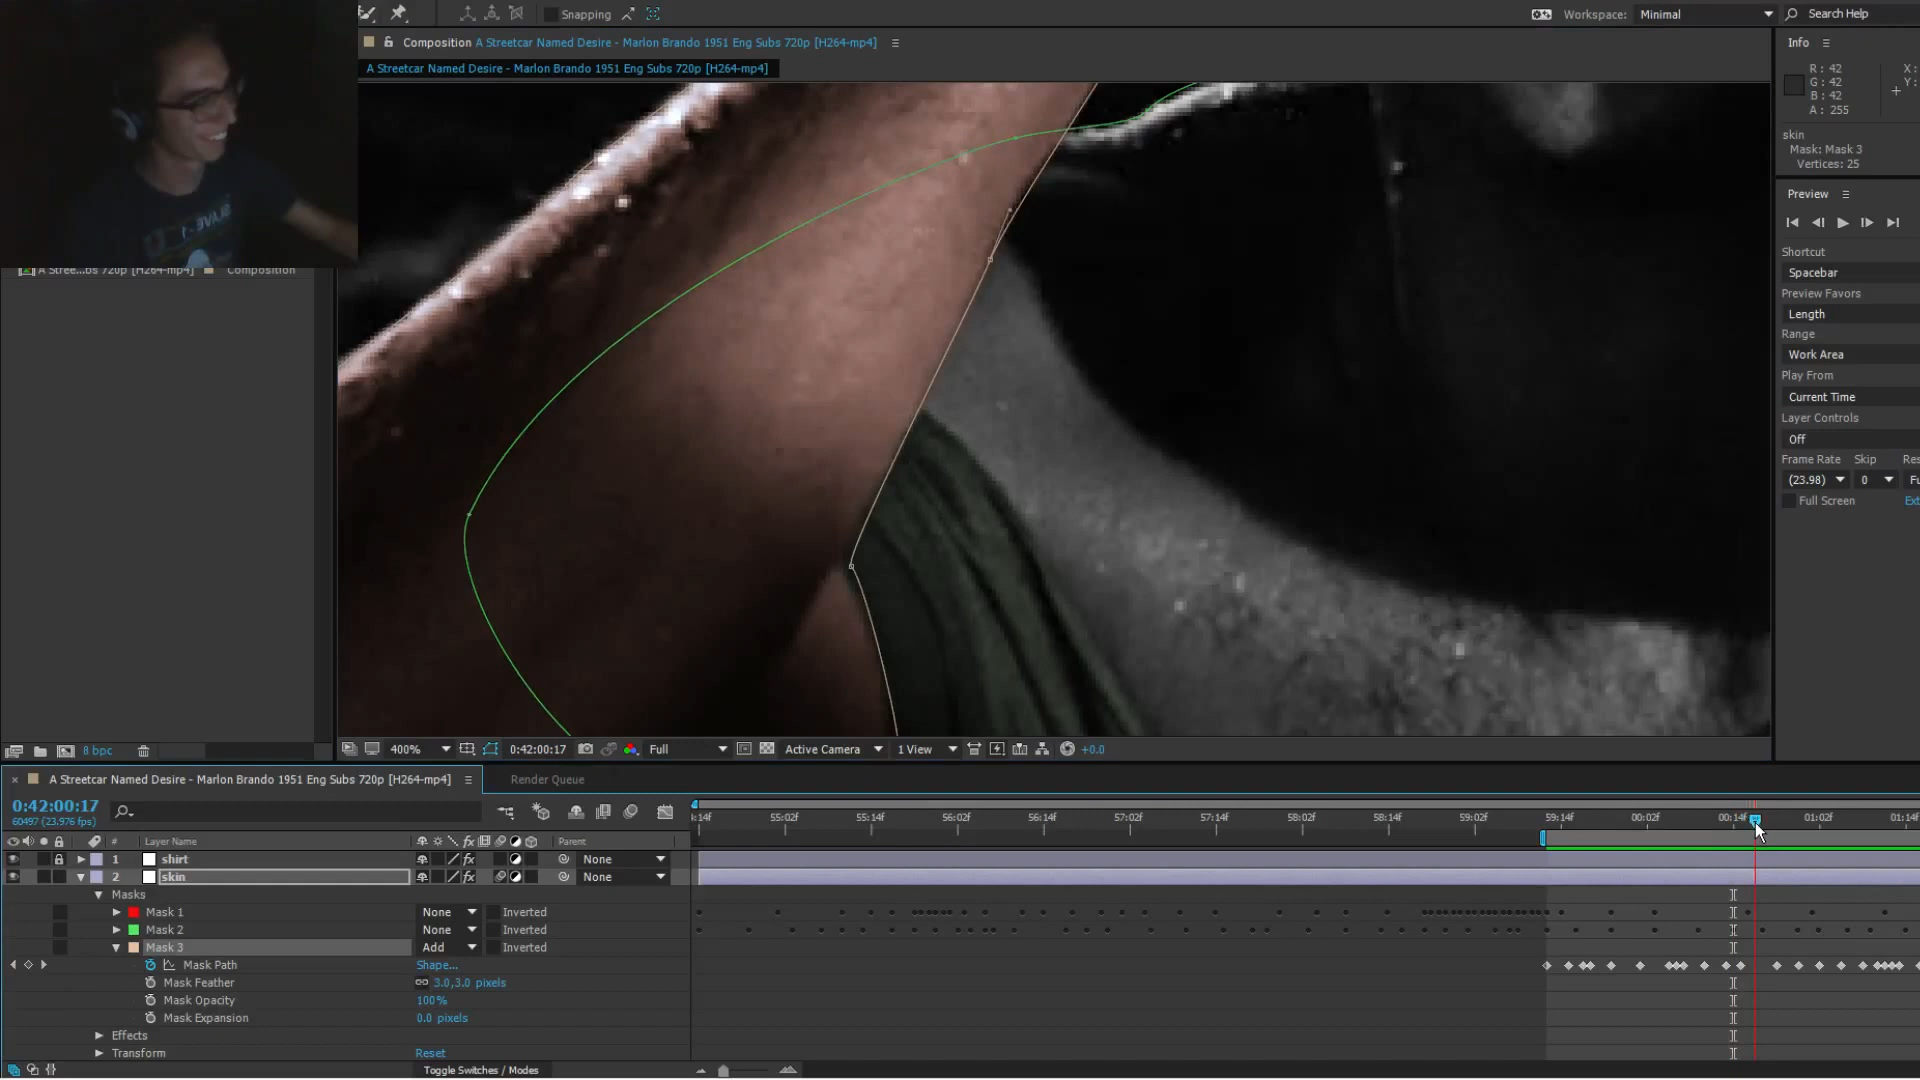 Snapping
Workspace: Minimal
Search Help
Composition A Streetcar Named Desire - Marlon Brando 1951 Eng Subs 720p [H264-mp4]
A Streetcar Named Desire - Marlon Brando 1951 Eng Subs 720p [H264-mp4]
Info
R: 42
G: 42
B: 42
A: 255
X:
Y:
skin
Mask: Mask 3
Vertices: 25
Preview
Shortcut
Spacebar
Preview Favors
Length
Range
Work Area
Play From
Current Time
Layer Controls
Off
Frame Rate Skip Res
(23.98) 0 Fu
Full Screen Ext
A Stree...bs 720p [H264-mp4] Composition
8 bpc
400% 0:42:00:17 Full Active Camera 1 View +0.0
A Streetcar Named Desire - Marlon Brando 1951 Eng Subs 720p [H264-mp4] Render Queue
0:42:00:17
60497 (23.976 fps)
:14f 55:02f 55:14f 56:02f 56:14f 57:02f 57:14f 58:02f 58:14f 59:02f 59:14f 00:02f 00:14f 01:02f 01:14f
# Layer Name Parent
1 shirt None
2 skin None
Masks
Mask 1 None Inverted
Mask 2 None Inverted
Mask 3 Add Inverted
Mask Path Shape...
Mask Feather 3.0,3.0 pixels
Mask Opacity 100%
Mask Expansion 0.0 pixels
Effects
Transform Reset
Toggle Switches / Modes